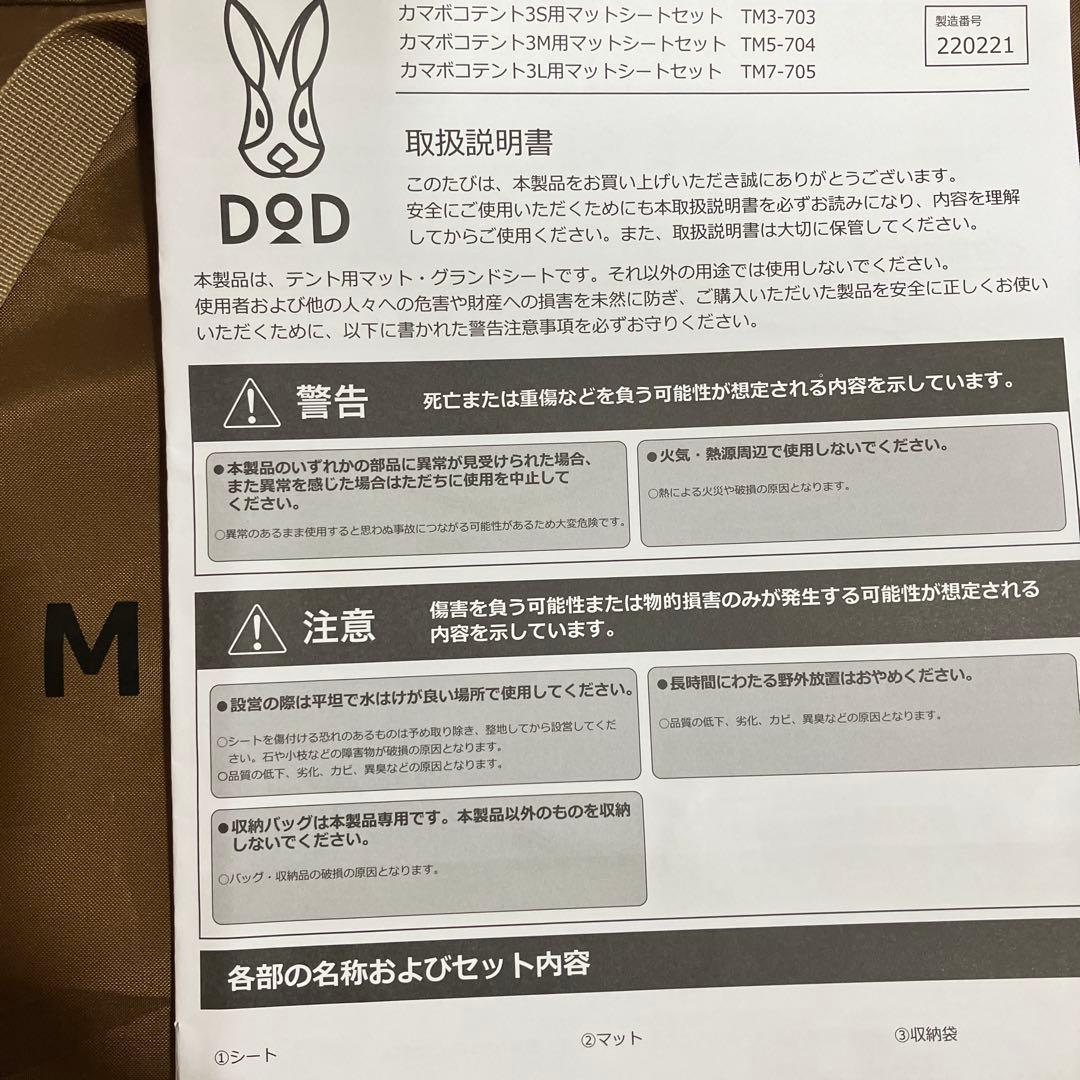 カマボコテント3S用マットシートセット TM3-703
カマボコテント3M用マットシートセット TM5-704
カマボコテント3L用マットシートセット TM7-705
製造番号
220221
DOD
取扱説明書
このたびは、本製品をお買い上げいただき誠にありがとうございます。
安全にご使用いただくためにも本取扱説明書を必ずお読みになり、内容を理解
してからご使用ください。また、取扱説明書は大切に保管してください。
本製品は、テント用マット・グランドシートです。それ以外の用途では使用しないでください。
使用者および他の人々への危害や財産への損害を未然に防ぎ、ご購入いただいた製品を安全に正しくお使い
いただくために、以下に書かれた警告注意事項を必ずお守りください。
警告 死亡または重傷などを負う可能性が想定される内容を示しています。
●本製品のいずれかの部品に異常が見受けられた場合、
また異常を感じた場合はただちに使用を中止して
ください。
○異常のあるまま使用すると思わぬ事故につながる可能性があるため大変危険です。
●火気・熱源周辺で使用しないでください。
○熱による火災や破損の原因となります。
注意 傷害を負う可能性または物的損害のみが発生する可能性が想定される
内容を示しています。
●設営の際は平坦で水はけが良い場所で使用してください。
○シートを傷付ける恐れのあるものは予め取り除き、整地してから設営してくだ
さい。石や小枝などの障害物が破損の原因となります。
○品質の低下、劣化、カビ、異臭などの原因となります。
●長時間にわたる野外放置はおやめください。
○品質の低下、劣化、カビ、異臭などの原因となります。
●収納バッグは本製品専用です。本製品以外のものを収納
しないでください。
○バッグ・収納品の破損の原因となります。
各部の名称およびセット内容
①シート
②マット
③収納袋
M